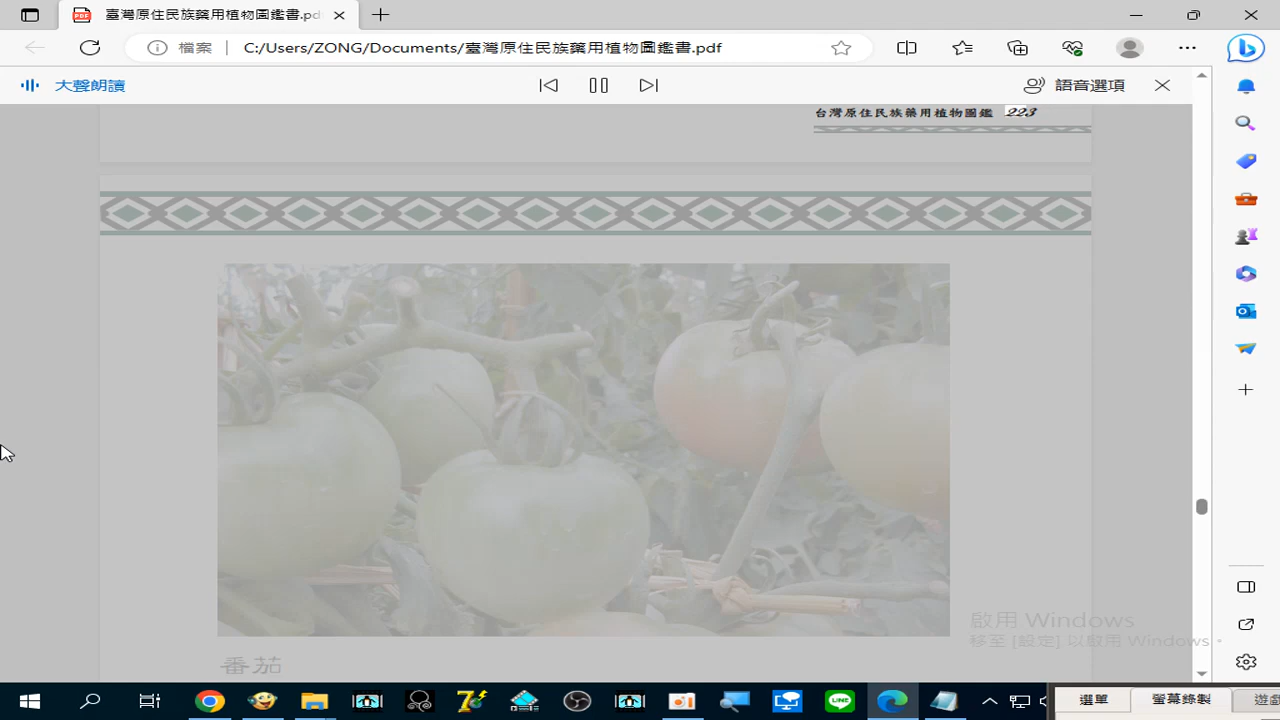 臺灣原住民族藥用植物圖鑑書.pd
檔案
C:/Users/ZONG/Documents/臺灣原住民族藥用植物圖鑑書.pdf
大聲朗讀
語音選項
台灣原住民族藥用植物圖鑑 223
番茄
啟用 Windows
移至 [設定] 以啟用 Windows。
選單
螢幕錄製
遊戲